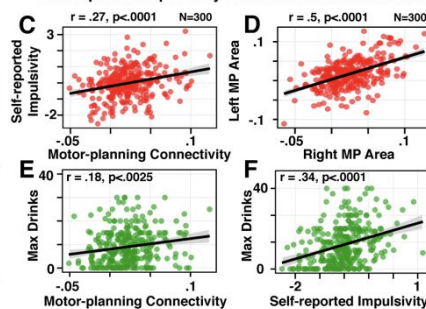 C
r = .27, p<.0001 N=300
Self-reported
Impulsivity
3
-2
-.05 .1
Motor-planning Connectivity
D
r = .5, p<.0001 N=300
Left MP Area
.1
-.1
-.05 .1
Right MP Area
E
r = .18, p<.0025
Max Drinks
40
0
-.05 .1
Motor-planning Connectivity
F
r = .34, p<.0001
Max Drinks
40
0
-2 1
Self-reported Impulsivity